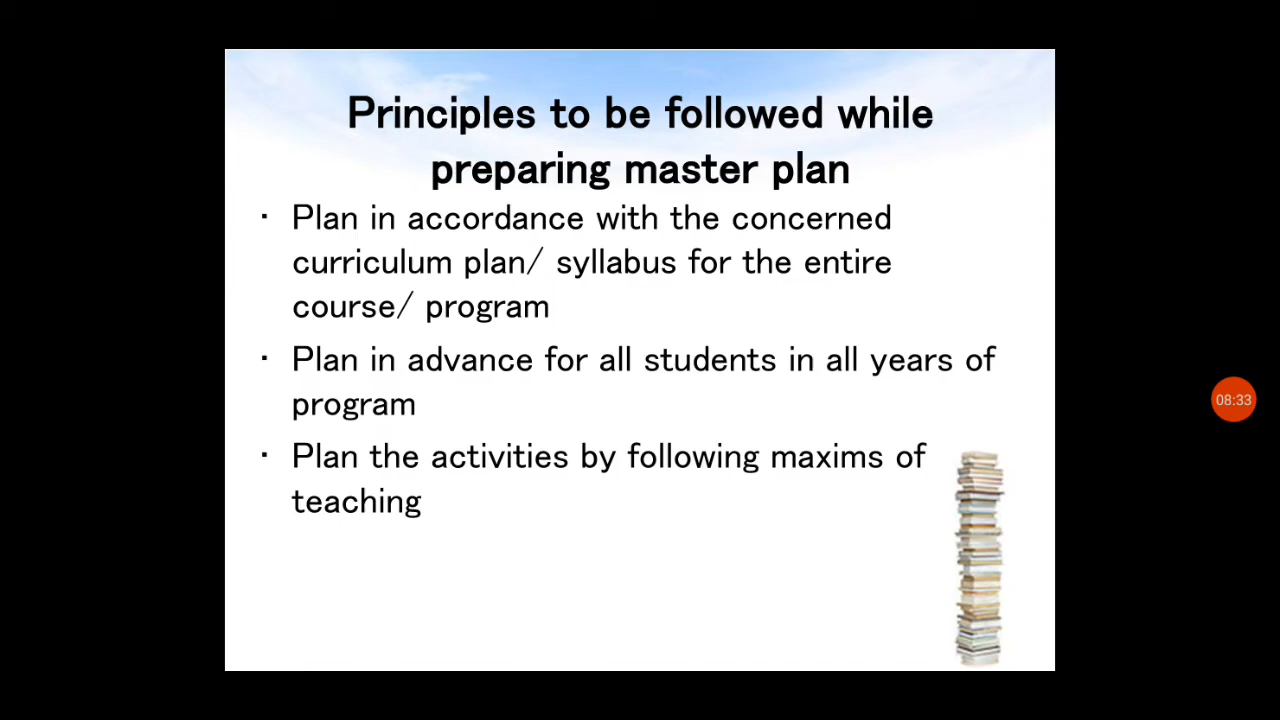 Principles to be followed while
preparing master plan
· Plan in accordance with the concerned
curriculum plan/ syllabus for the entire
course/ program
· Plan in advance for all students in all years of
program
· Plan the activities by following maxims of
teaching
08:33